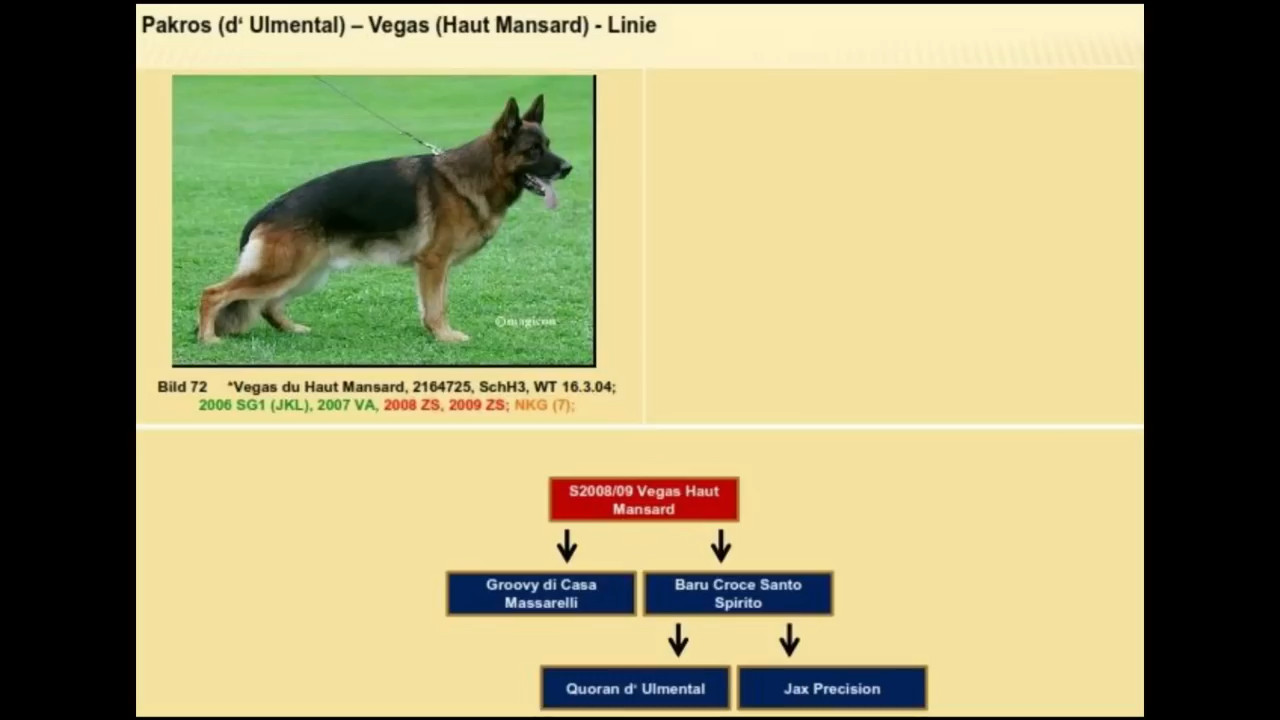 Pakros (d‘ Ulmental) – Vegas (Haut Mansard) - Linie
©magicon
Bild 72 *Vegas du Haut Mansard, 2164725, SchH3, WT 16.3.04;
2006 SG1 (JKL), 2007 VA, 2008 ZS, 2009 ZS; NKG (7);
S2008/09 Vegas Haut
Mansard
Groovy di Casa
Massarelli
Baru Croce Santo
Spirito
Quoran d‘ Ulmental
Jax Precision